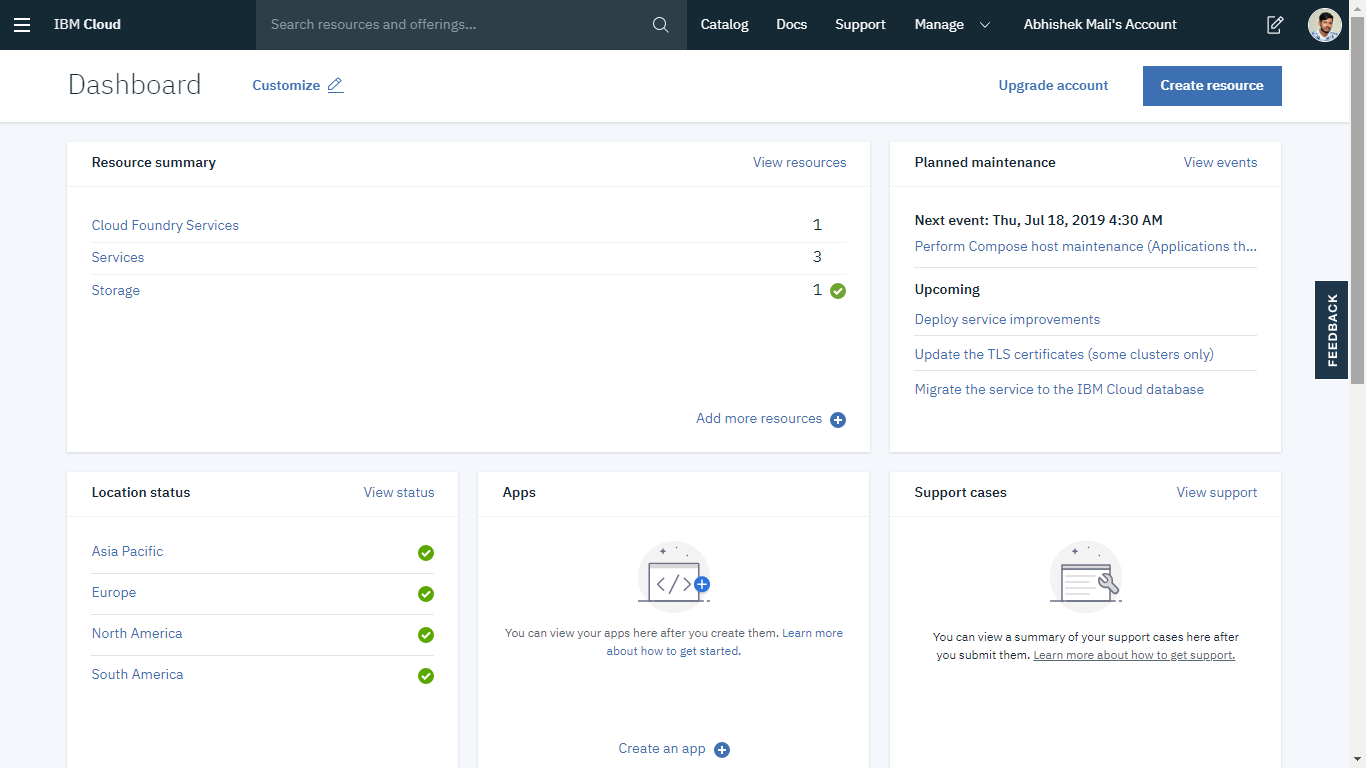 IBM Cloud
Search resources and offerings...
Catalog
Docs
Support
Manage
Abhishek Mali's Account
Dashboard
Customize
Upgrade account
Create resource
Resource summary
View resources
Cloud Foundry Services 1
Services 3
Storage 1
Add more resources
Planned maintenance
View events
Next event: Thu, Jul 18, 2019 4:30 AM
Perform Compose host maintenance (Applications th...
Upcoming
Deploy service improvements
Update the TLS certificates (some clusters only)
Migrate the service to the IBM Cloud database
FEEDBACK
Location status
View status
Asia Pacific
Europe
North America
South America
Apps
</>
You can view your apps here after you create them. Learn more
about how to get started.
Create an app
Support cases
View support
You can view a summary of your support cases here after
you submit them. Learn more about how to get support.